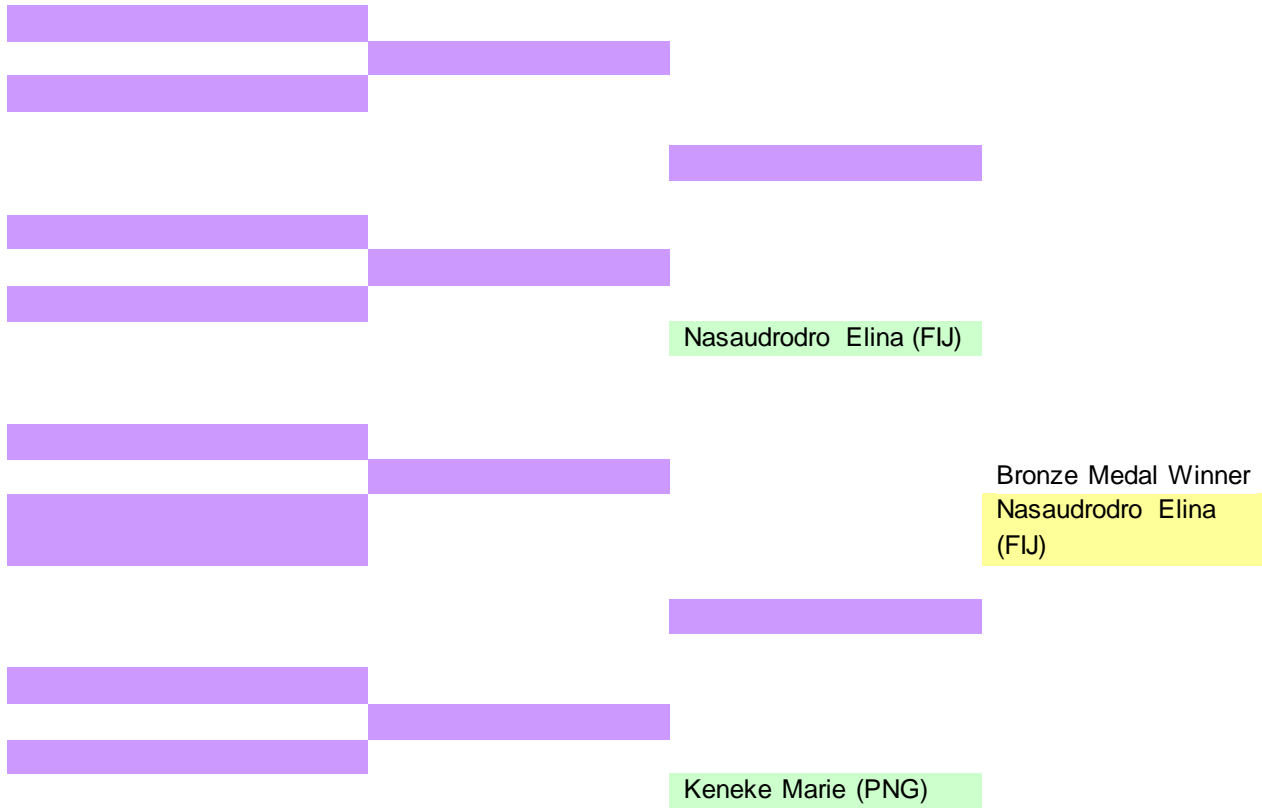 Nasaudrodro Elina (FIJ)
Bronze Medal Winner
Nasaudrodro Elina
(FIJ)
Keneke Marie (PNG)